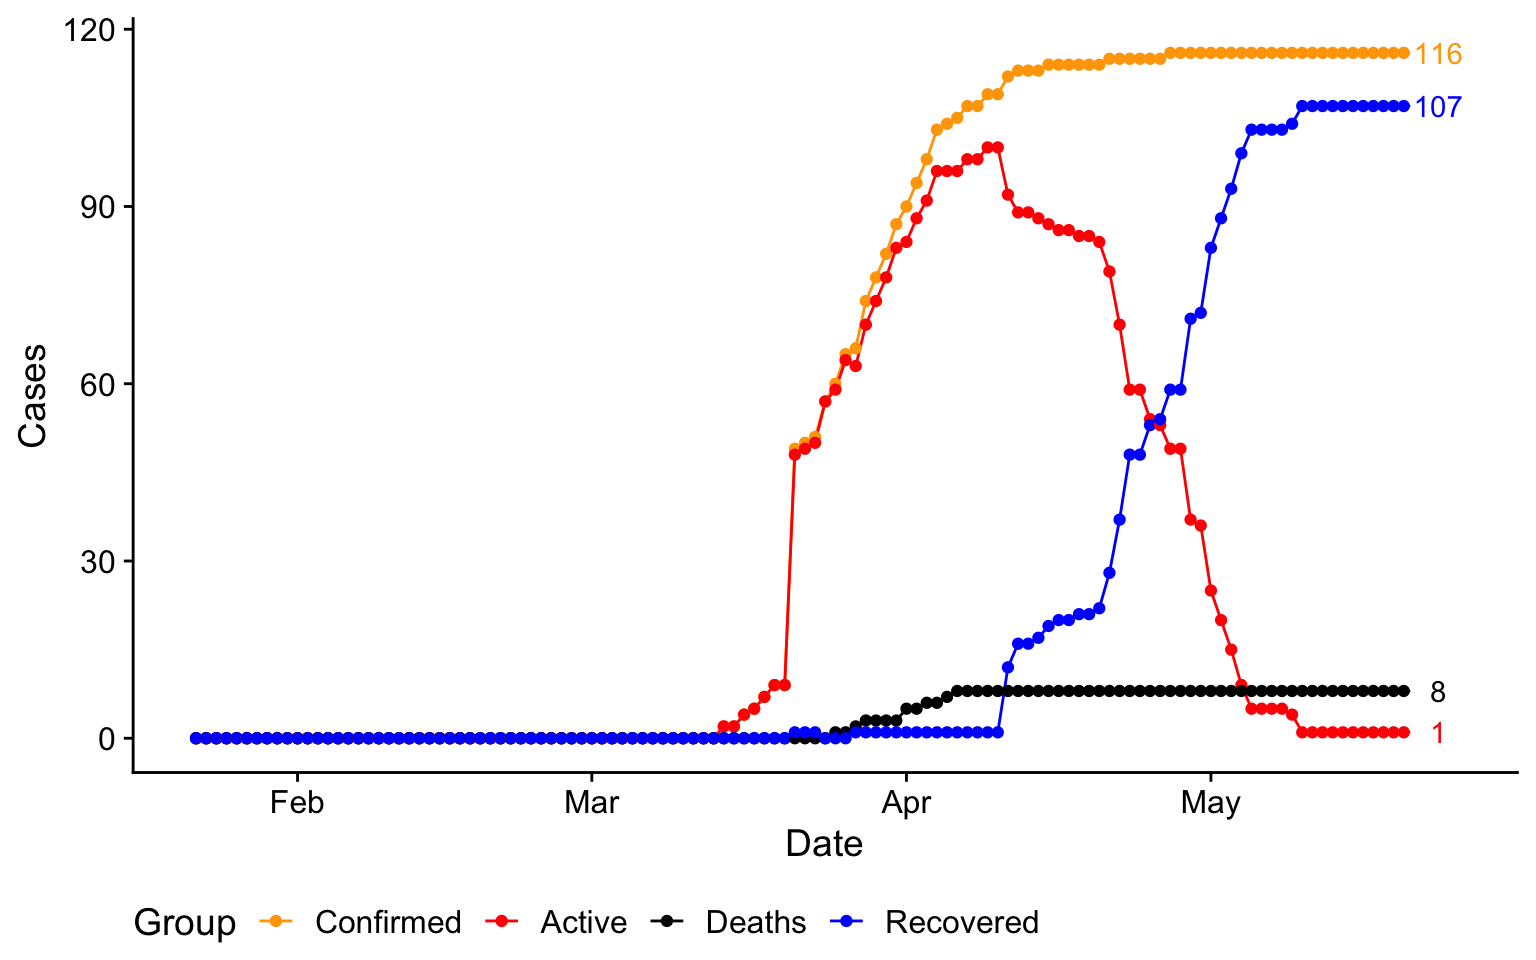 120
116
107
90
Cases
60
30
8
1
0
Feb Mar Apr May
Date
Group Confirmed Active Deaths Recovered